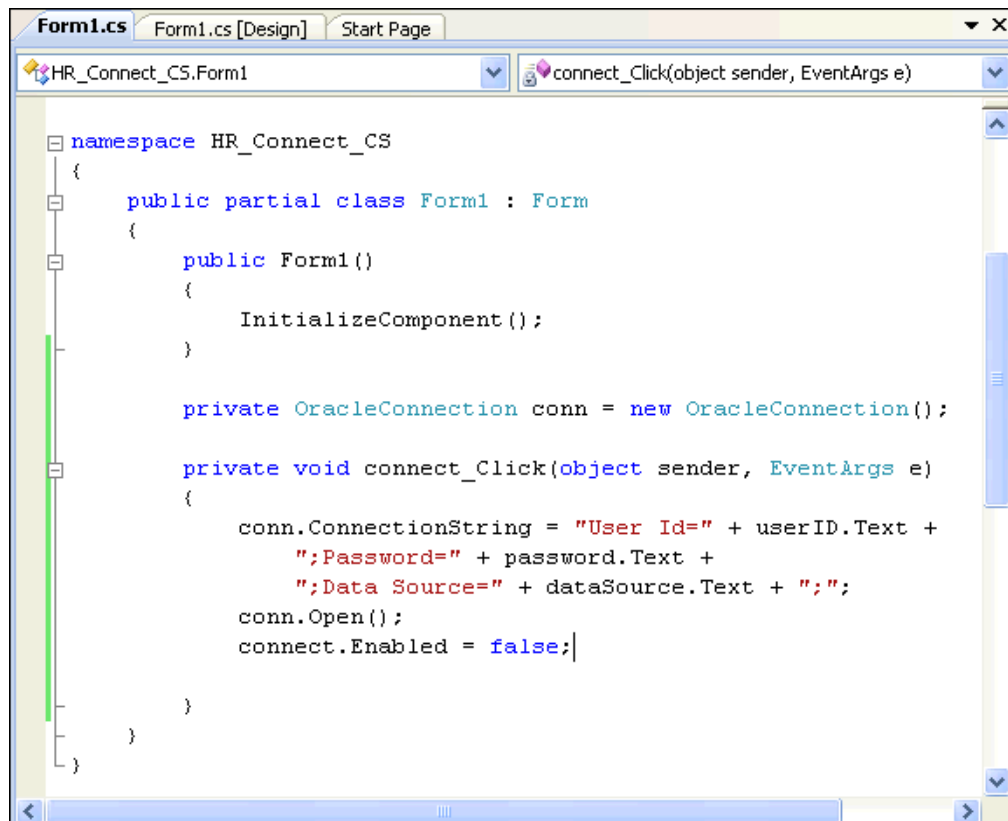 Form1.cs Form1.cs [Design] Start Page
HR_Connect_CS.Form1 connect_Click(object sender, EventArgs e)
namespace HR_Connect_CS
{
public partial class Form1 : Form
{
public Form1()
{
InitializeComponent();
}
private OracleConnection conn = new OracleConnection();
private void connect_Click(object sender, EventArgs e)
{
conn.ConnectionString = "User Id=" + userID.Text +
";Password=" + password.Text +
";Data Source=" + dataSource.Text + ";";
conn.Open();
connect.Enabled = false;
}
}
}